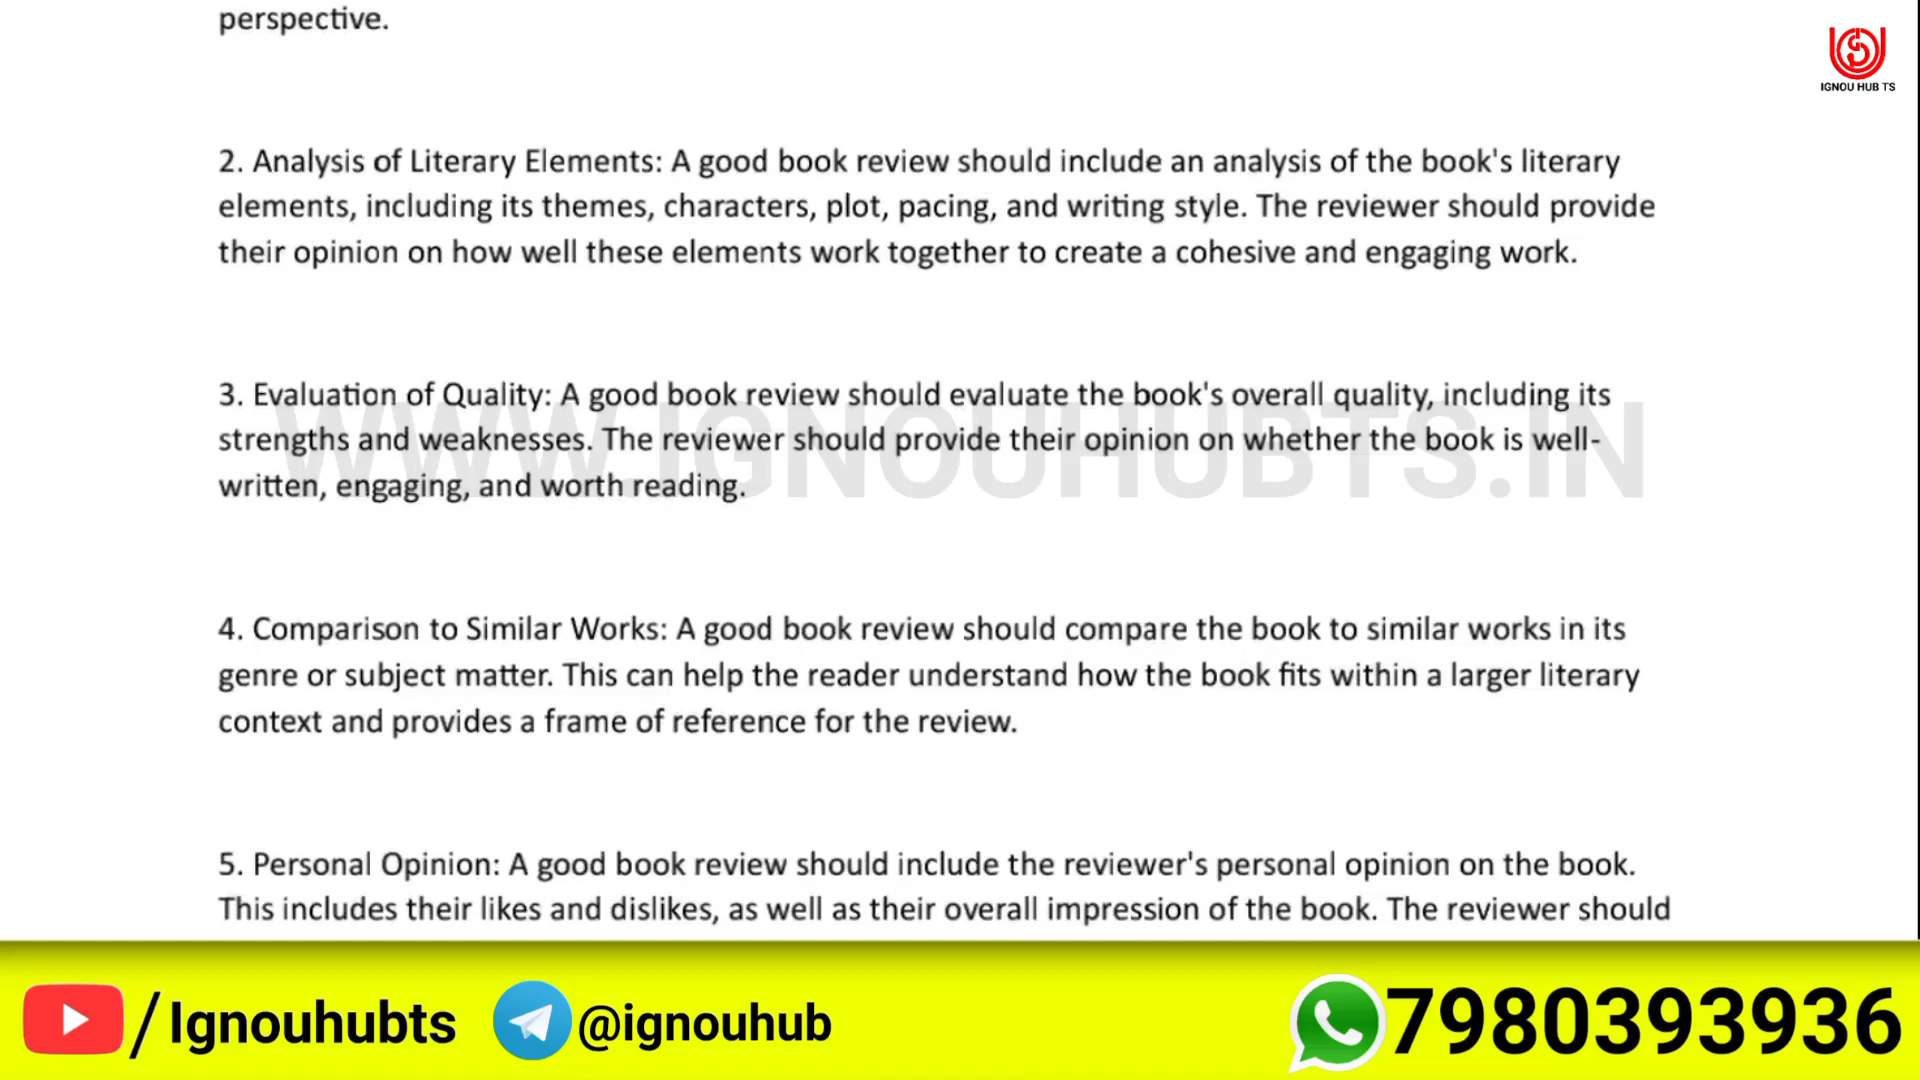 perspective.
IGNOU HUB TS
2. Analysis of Literary Elements: A good book review should include an analysis of the book's literary
elements, including its themes, characters, plot, pacing, and writing style. The reviewer should provide
their opinion on how well these elements work together to create a cohesive and engaging work.
3. Evaluation of Quality: A good book review should evaluate the book's overall quality, including its
strengths and weaknesses. The reviewer should provide their opinion on whether the book is well-
written, engaging, and worth reading.
WWW.IGNOUHUBTS.IN
4. Comparison to Similar Works: A good book review should compare the book to similar works in its
genre or subject matter. This can help the reader understand how the book fits within a larger literary
context and provides a frame of reference for the review.
5. Personal Opinion: A good book review should include the reviewer's personal opinion on the book.
This includes their likes and dislikes, as well as their overall impression of the book. The reviewer should
/Ignouhubts @ignouhub 7980393936